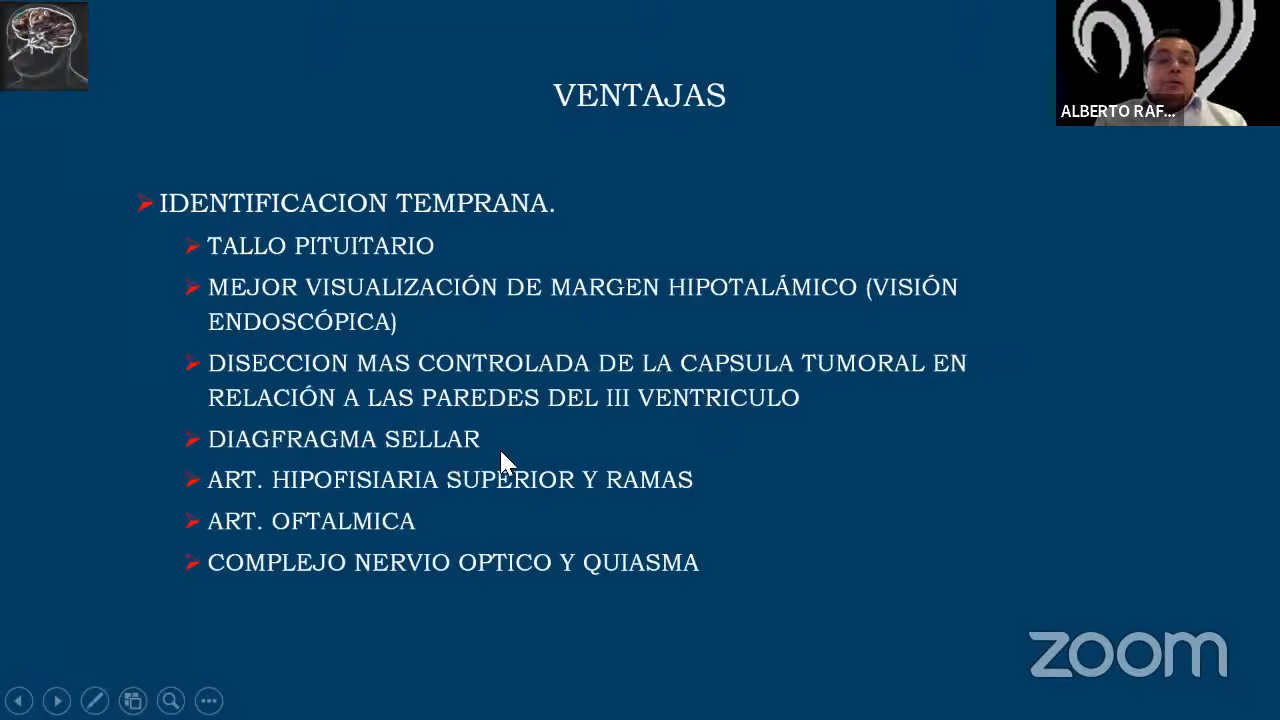 VENTAJAS
ALBERTO RAF...
IDENTIFICACION TEMPRANA.
TALLO PITUITARIO
MEJOR VISUALIZACIÓN DE MARGEN HIPOTALÁMICO (VISIÓN
ENDOSCÓPICA)
DISECCION MAS CONTROLADA DE LA CAPSULA TUMORAL EN
RELACIÓN A LAS PAREDES DEL III VENTRICULO
DIAGFRAGMA SELLAR
ART. HIPOFISIARIA SUPERIOR Y RAMAS
ART. OFTALMICA
COMPLEJO NERVIO OPTICO Y QUIASMA
zoom